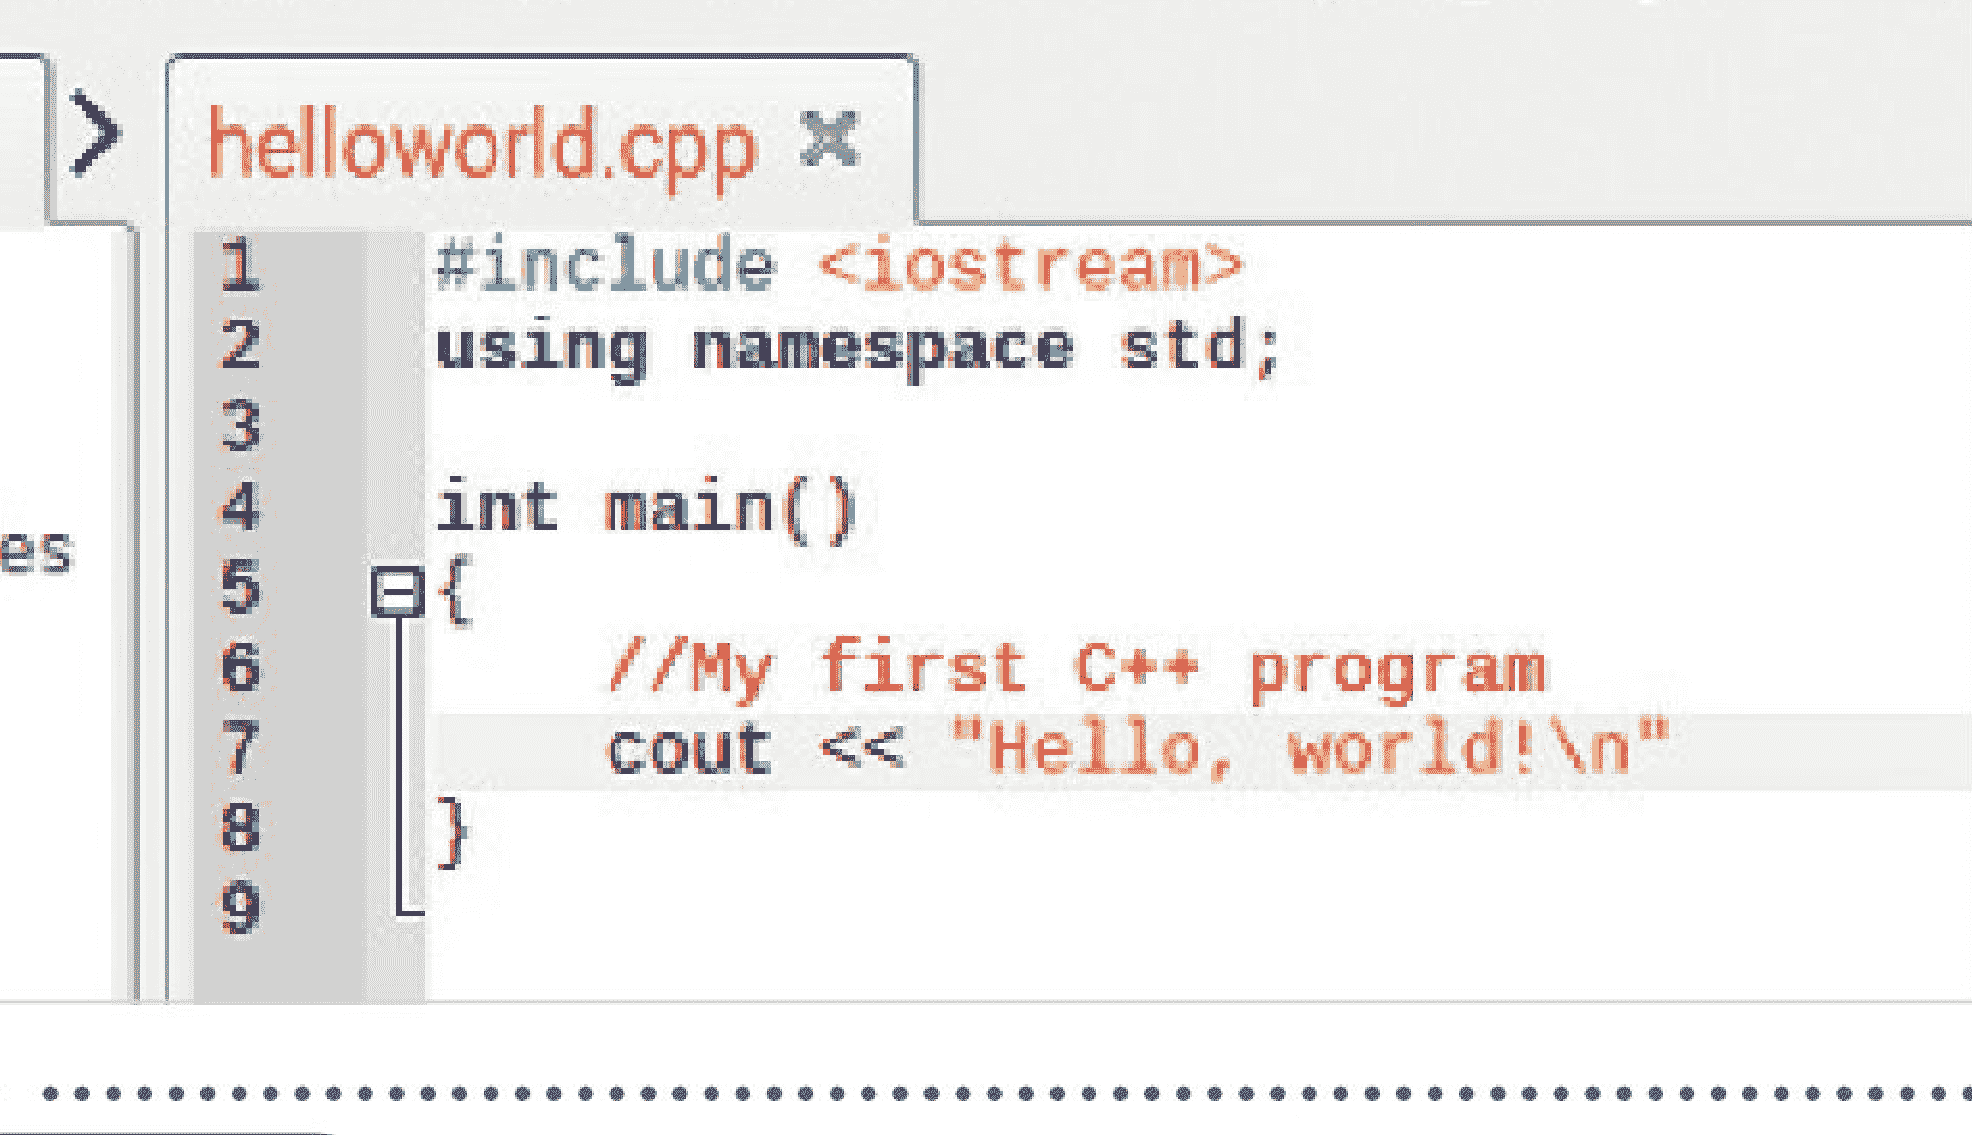 helloworld.cpp
1 #include <iostream>
2 using namespace std;
3
4 int main()
es
5 {
6 //My first C++ program
7 cout << "Hello, world!\n"
8 }
9